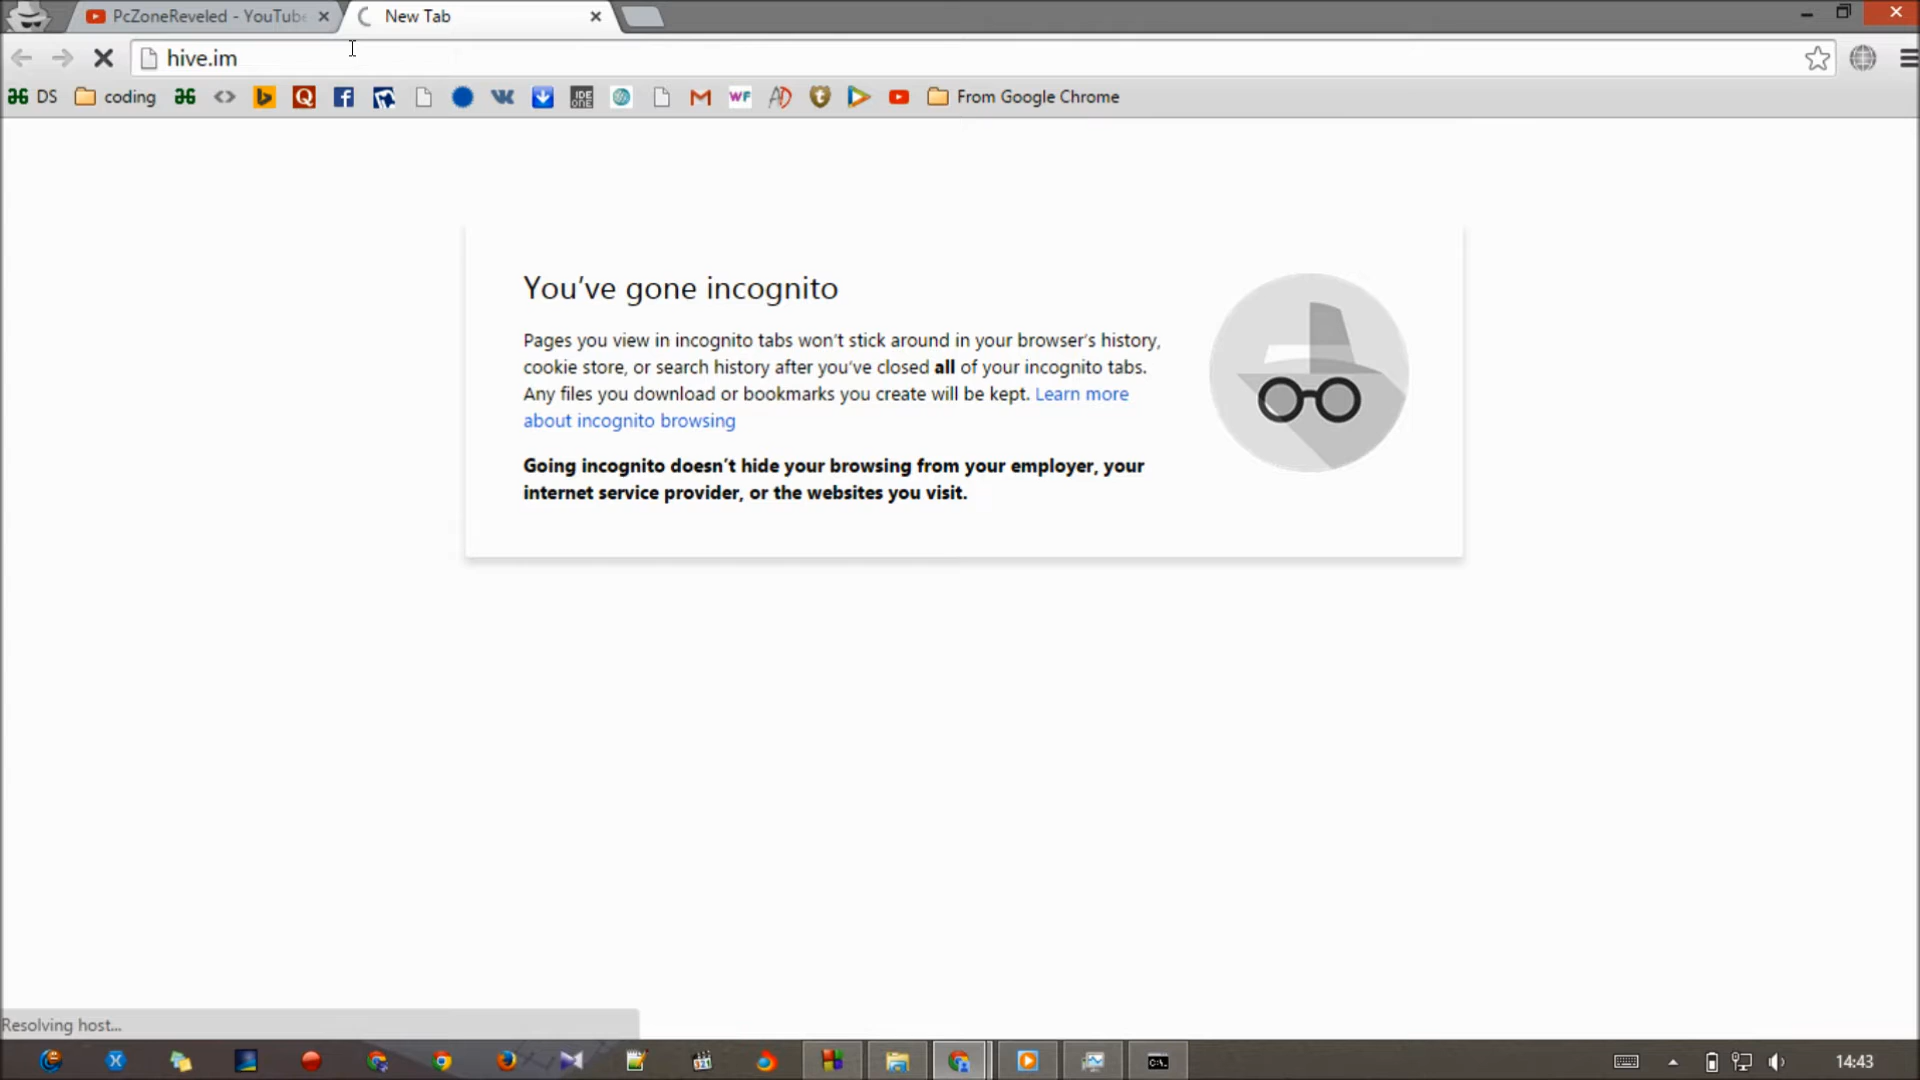 PcZoneReveled - YouTube
New Tab
hive.im
DS
coding
IDE
ONE
WF
From Google Chrome
You've gone incognito
Pages you view in incognito tabs won't stick around in your browser's history,
cookie store, or search history after you've closed all of your incognito tabs.
Any files you download or bookmarks you create will be kept. Learn more
about incognito browsing
Going incognito doesn't hide your browsing from your employer, your
internet service provider, or the websites you visit.
Resolving host...
14:43